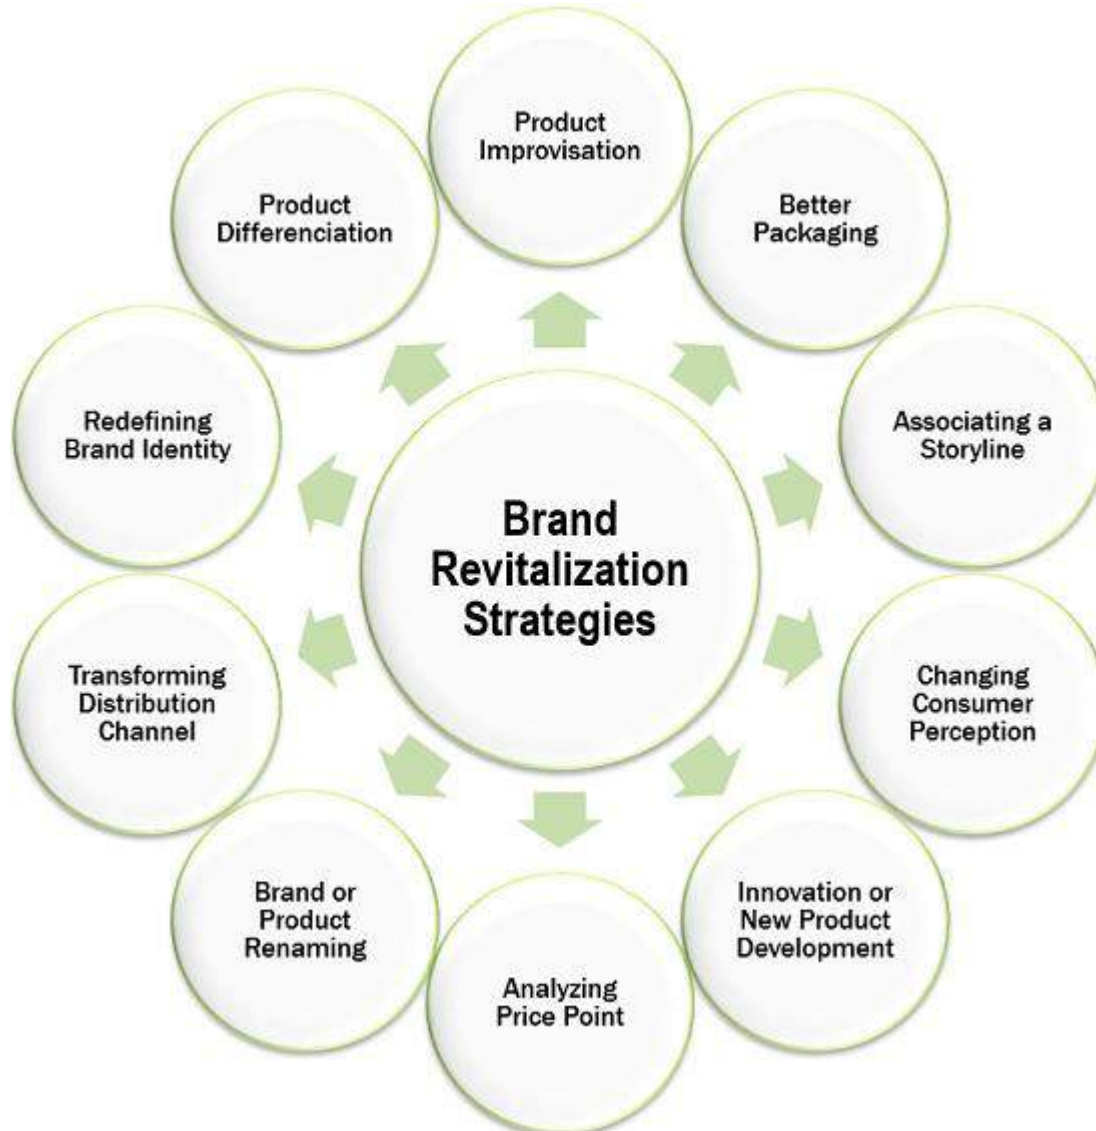 Product
Improvisation
Better
Packaging
Associating a
Storyline
Changing
Consumer
Perception
Innovation or
New Product
Development
Analyzing
Price Point
Brand or
Product
Renaming
Transforming
Distribution
Channel
Redefining
Brand Identity
Product
Differenciation
Brand
Revitalization
Strategies